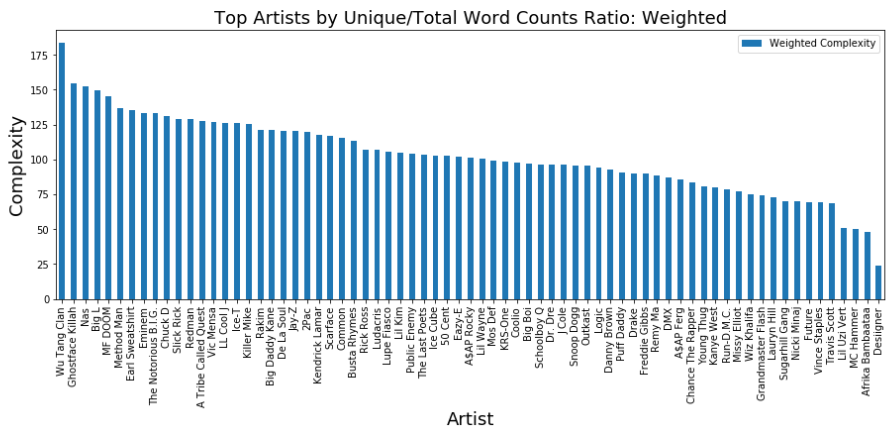 Top Artists by Unique/Total Word Counts Ratio: Weighted
Weighted Complexity
Complexity
175
150
125
100
75
50
25
0
Wu Tang Clan
Ghostface Killah
Nas
Big L
MF DOOM
Method Man
Earl Sweatshirt
Eminem
The Notorious B.I.G.
Chuck D
Slick Rick
Redman
A Tribe Called Quest
Vic Mensa
LL Cool J
Ice-T
Killer Mike
Rakim
Big Daddy Kane
De La Soul
Jay-Z
2Pac
Kendrick Lamar
Scarface
Common
Busta Rhymes
Rick Ross
Ludacris
Lupe Fiasco
Lil Kim
Public Enemy
The Last Poets
Ice Cube
50 Cent
Eazy-E
A$AP Rocky
Lil Wayne
Mos Def
KRS-One
Coolio
Big Boi
Schoolboy Q
Dr. Dre
J Cole
Snoop Dogg
Outkast
Logic
Danny Brown
Puff Daddy
Drake
Freddie Gibbs
Remy Ma
DMX
A$AP Ferg
Chance The Rapper
Young Thug
Kanye West
Run-D M.C.
Missy Elliot
Wiz Khalifa
Grandmaster Flash
Lauryn Hill
Sugarhill Gang
Nicki Minaj
Future
Vince Staples
Travis Scott
Lil Uzi Vert
MC Hammer
Afrika Bambaataa
Desiigner
Artist